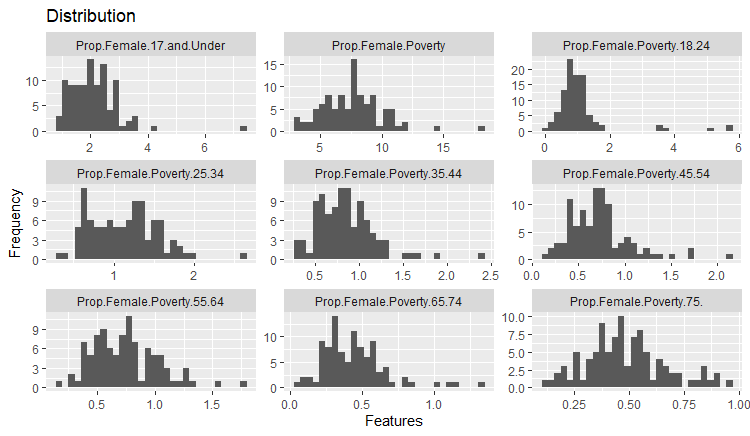 Distribution
Prop.Female.17.and.Under Prop.Female.Poverty Prop.Female.Poverty.18.24
10 5 0 2 4 6
15 10 5 0 5 10 15
20 15 10 5 0 0 2 4 6
Prop.Female.Poverty.25.34 Prop.Female.Poverty.35.44 Prop.Female.Poverty.45.54
9 6 3 0 1 2
9 6 3 0 0.5 1.0 1.5 2.0 2.5
10 5 0 0.0 0.5 1.0 1.5 2.0
Prop.Female.Poverty.55.64 Prop.Female.Poverty.65.74 Prop.Female.Poverty.75.
9 6 3 0 0.5 1.0 1.5
10 5 0 0.0 0.5 1.0
10.0 7.5 5.0 2.5 0.0 0.25 0.50 0.75 1.00
Frequency
Features